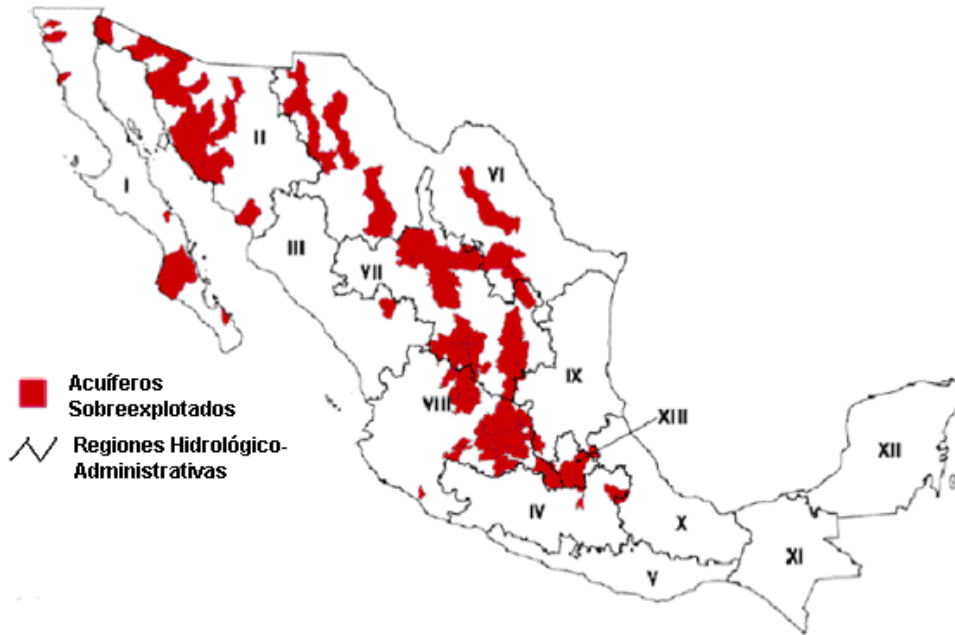 II
VI
I
III
VII
IX
VIII
XIII
XII
IV
X
XI
V
Acuíferos
Sobreexplotados
Regiones Hidrológico-
Administrativas